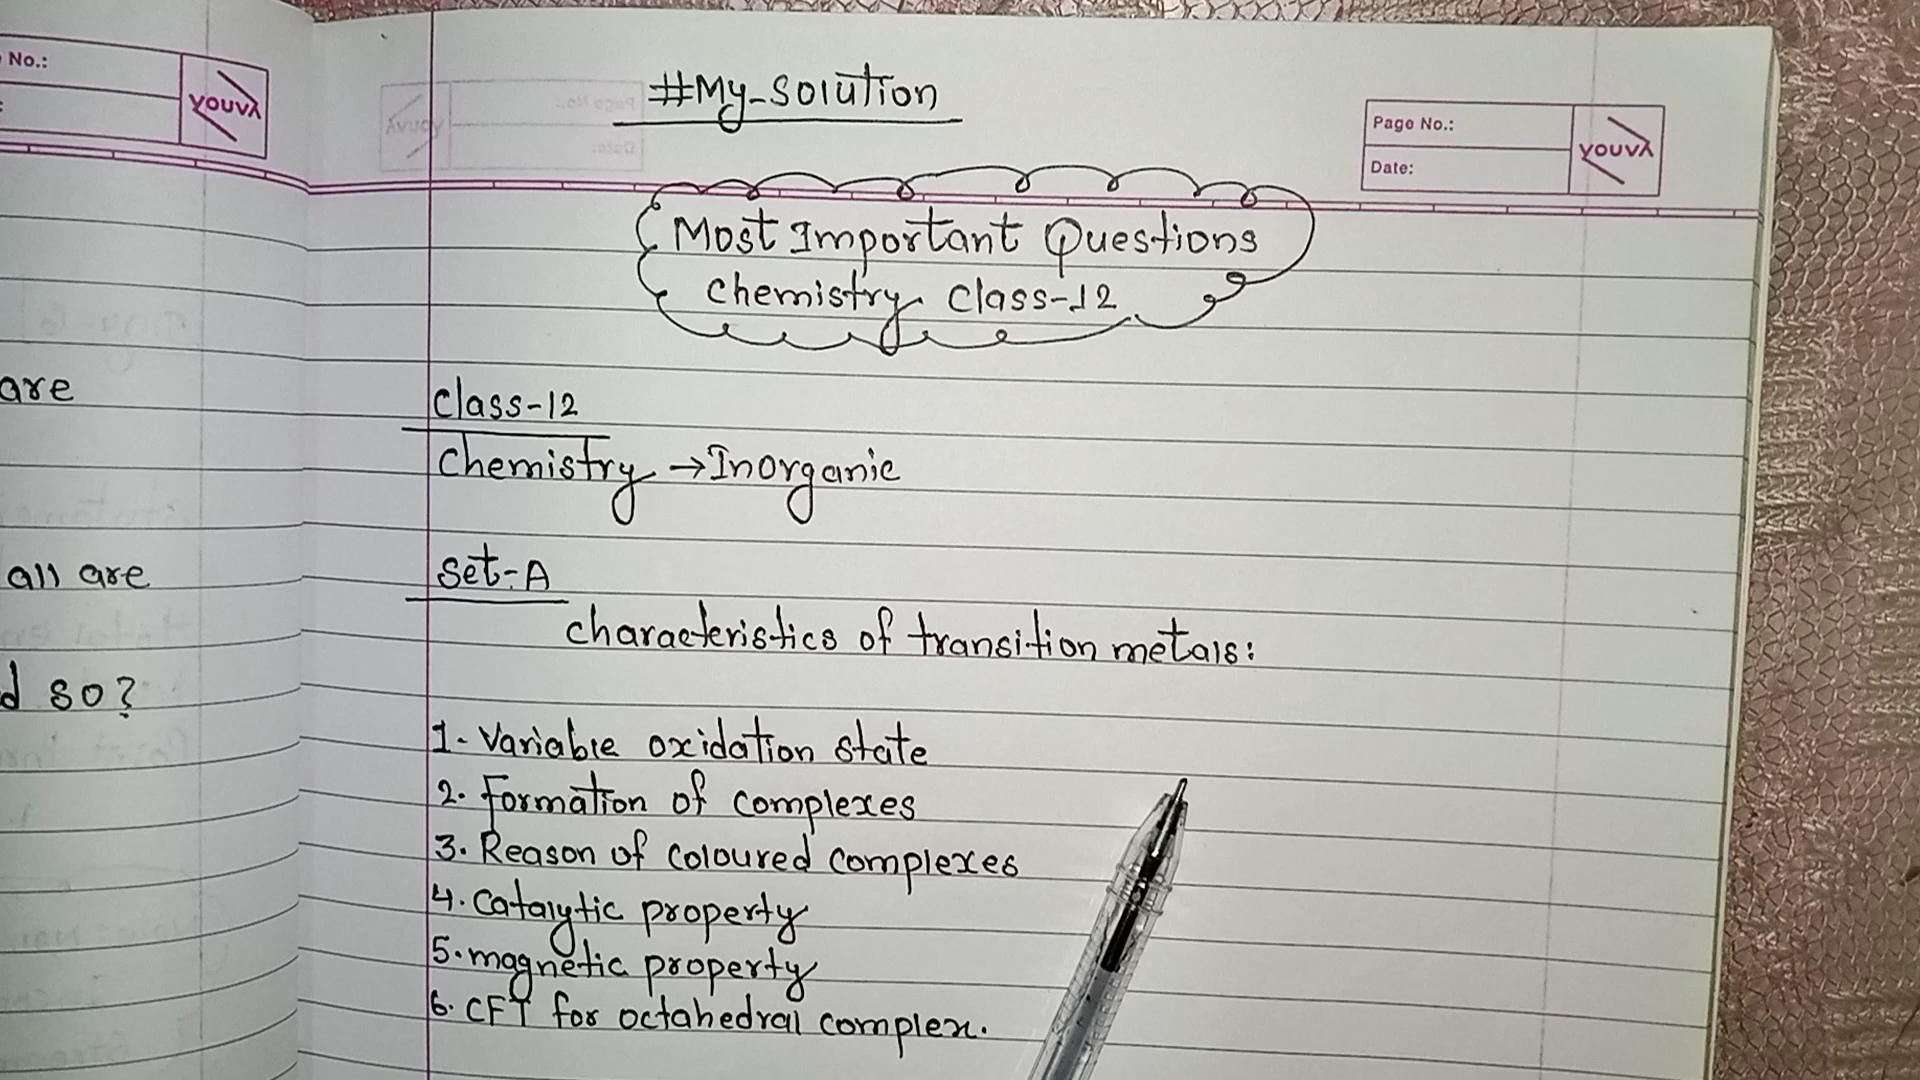 No.:
youvA
#My-solution
Page No.:
Date:
youvA
Most Important Questions
Chemistry Class-12
are
Class-12
Chemistry → Inorganic
all are
Set-A
characteristics of transition metals:
d so?
1. Variable oxidation state
2. Formation of complexes
3. Reason of coloured complexes
4. Catalytic property
5. magnetic property
6. CFT for octahedral complex.